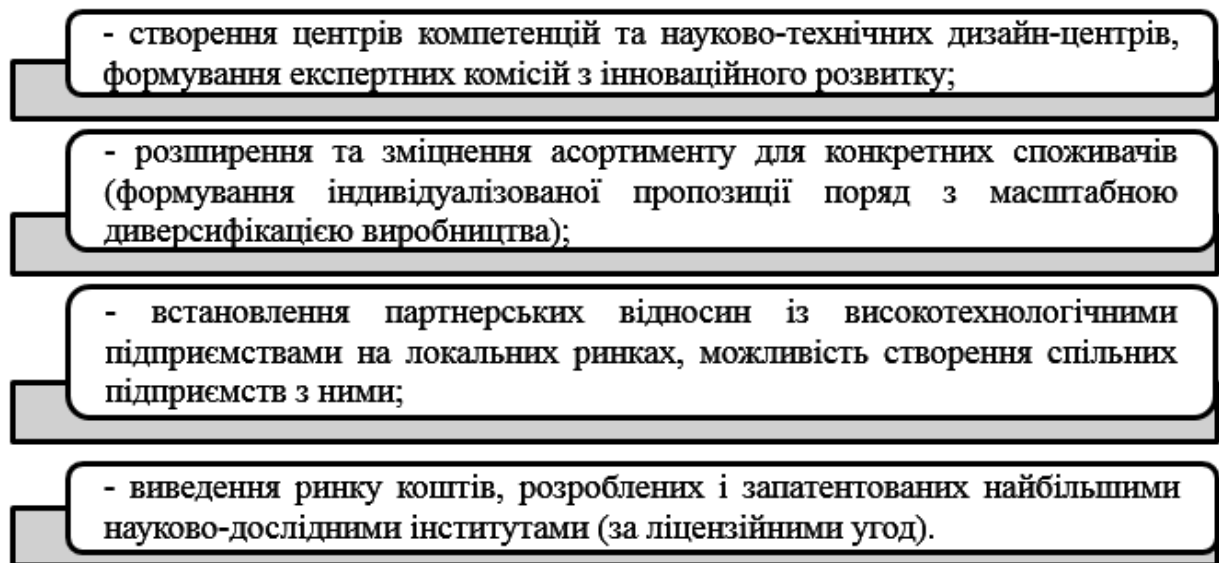 - створення центрів компетенцій та науково-технічних дизайн-центрів,
формування експертних комісій з інноваційного розвитку;
- розширення та зміцнення асортименту для конкретних споживачів
(формування індивідуалізованої пропозиції поряд з масштабною
диверсифікацією виробництва);
- встановлення партнерських відносин із високотехнологічними
підприємствами на локальних ринках, можливість створення спільних
підприємств з ними;
- виведення ринку коштів, розроблених і запатентованих найбільшими
науково-дослідними інститутами (за ліцензійними угод).